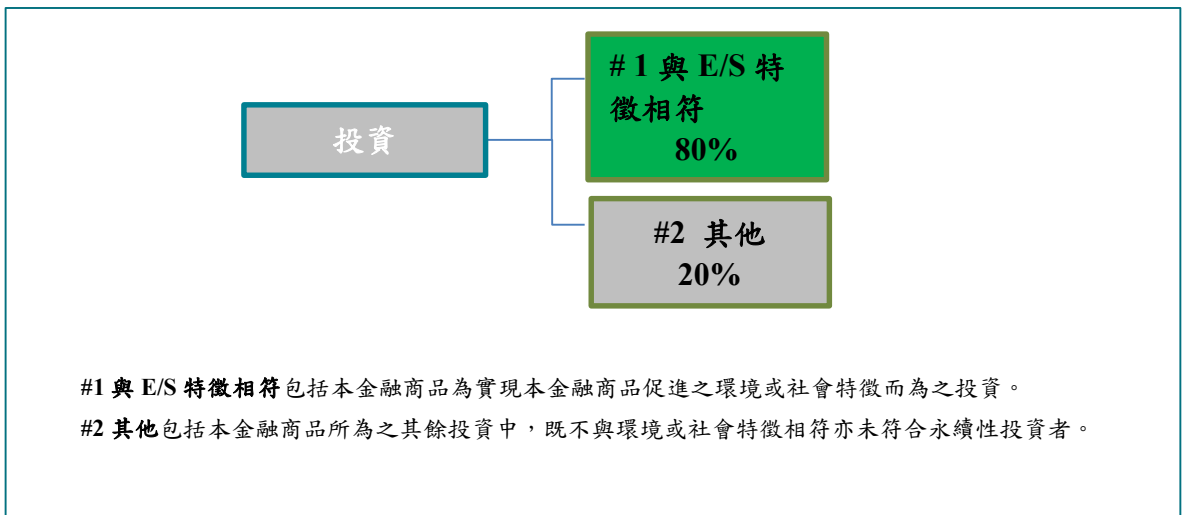 投資
# 1 與 E/S 特
徵相符
80%
#2 其他
20%
#1 與 E/S 特徵相符包括本金融商品為實現本金融商品促進之環境或社會特徵而為之投資。
#2 其他包括本金融商品所為之其餘投資中，既不與環境或社會特徵相符亦未符合永續性投資者。